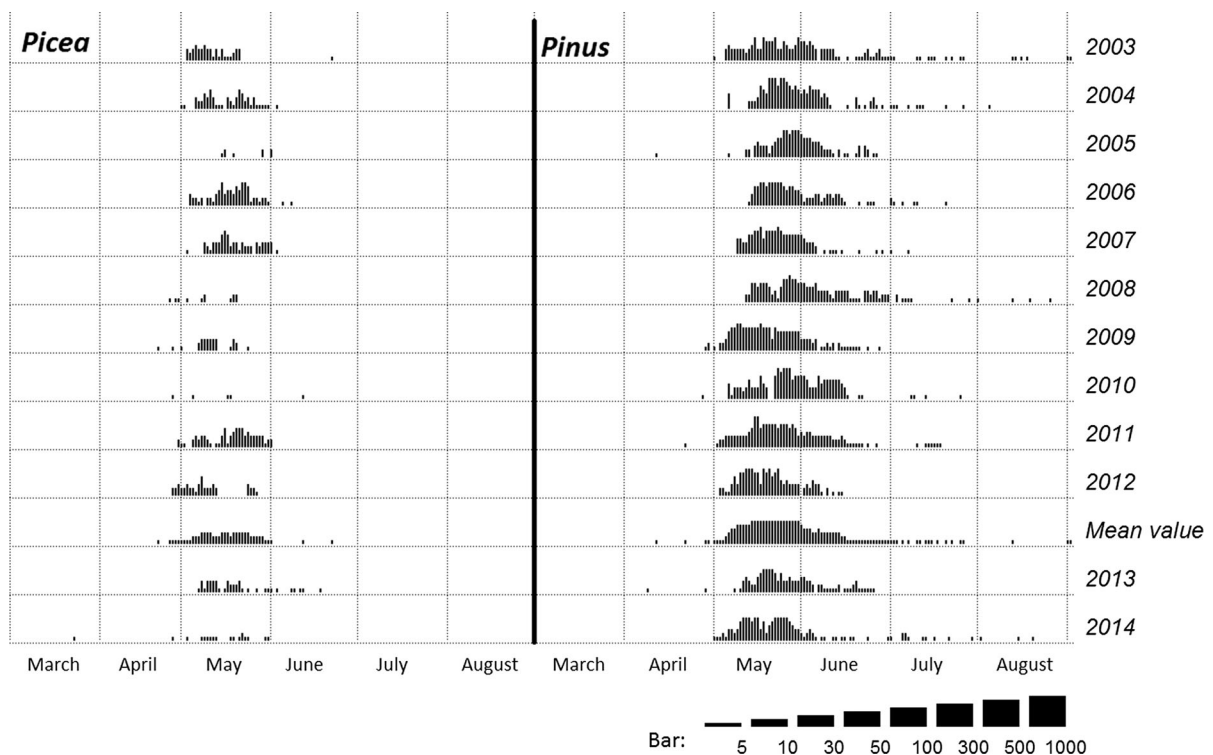 Picea
Pinus
2003
2004
2005
2006
2007
2008
2009
2010
2011
2012
Mean value
2013
2014
March April May June July August March April May June July August
Bar: 5 10 30 50 100 300 500 1000